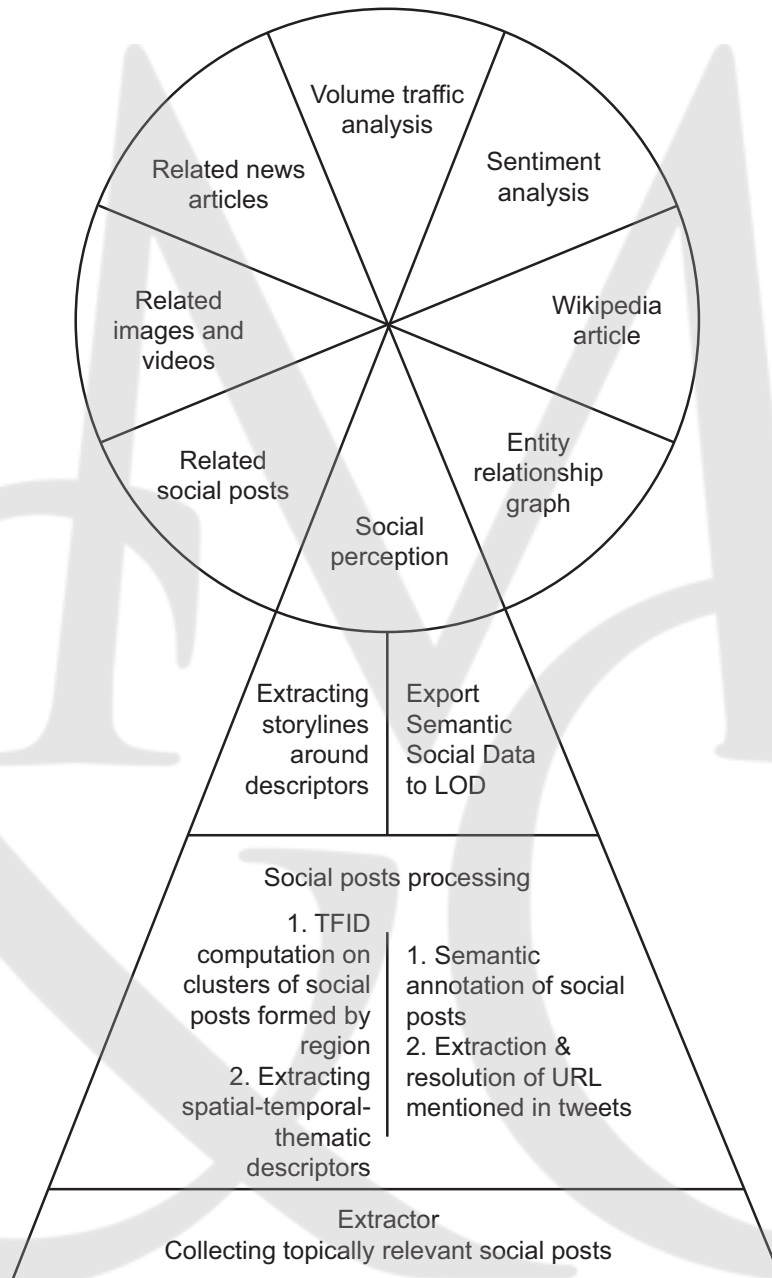 Volume traffic
analysis
Sentiment
analysis
Related news
articles
Wikipedia
article
Related
images and
videos
Entity
relationship
graph
Related
social posts
Social
perception
Extracting
storylines
around
descriptors
Export
Semantic
Social Data
to LOD
Social posts processing
1. TFID
computation on
clusters of social
posts formed by
region
2. Extracting
spatial-temporal-
thematic
descriptors
1. Semantic
annotation of social
posts
2. Extraction &
resolution of URL
mentioned in tweets
Extractor
Collecting topically relevant social posts